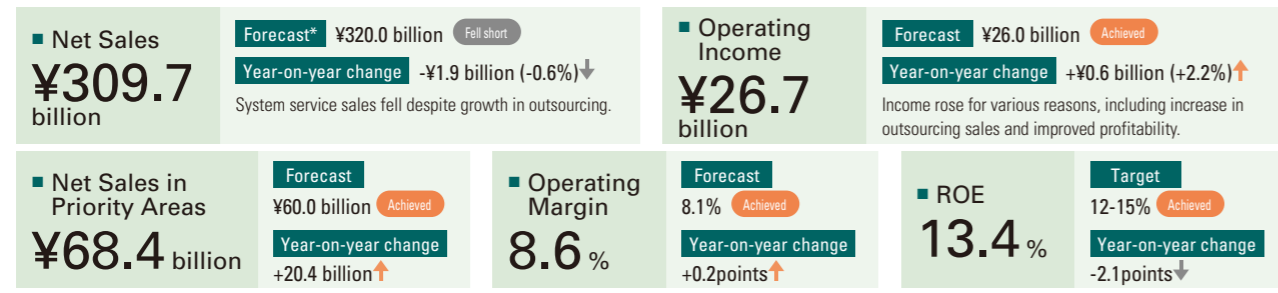 ■ Net Sales
¥309.7
billion
Forecast* ¥320.0 billion Fell short
Year-on-year change -¥1.9 billion (-0.6%)
System service sales fell despite growth in outsourcing.
■ Operating
Income
¥26.7
billion
Forecast ¥26.0 billion Achieved
Year-on-year change +¥0.6 billion (+2.2%)
Income rose for various reasons, including increase in
outsourcing sales and improved profitability.
■ Net Sales in
Priority Areas
¥68.4 billion
Forecast
¥60.0 billion Achieved
Year-on-year change
+20.4 billion
■ Operating
Margin
8.6 %
Forecast
8.1% Achieved
Year-on-year change
+0.2points
■ ROE
13.4 %
Target
12-15% Achieved
Year-on-year change
-2.1points